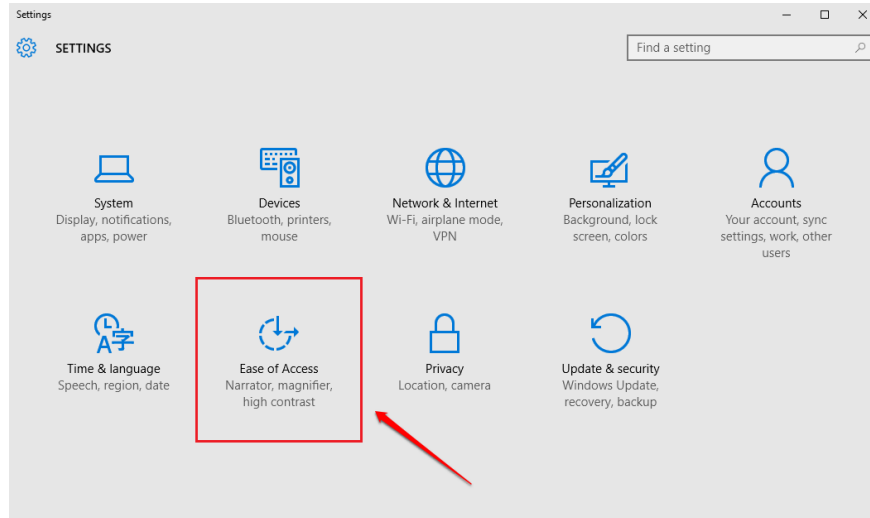 Settings
SETTINGS
Find a setting
System
Display, notifications,
apps, power
Devices
Bluetooth, printers,
mouse
Network & Internet
Wi-Fi, airplane mode,
VPN
Personalization
Background, lock
screen, colors
Accounts
Your account, sync
settings, work, other
users
A字
Time & language
Speech, region, date
Ease of Access
Narrator, magnifier,
high contrast
Privacy
Location, camera
Update & security
Windows Update,
recovery, backup